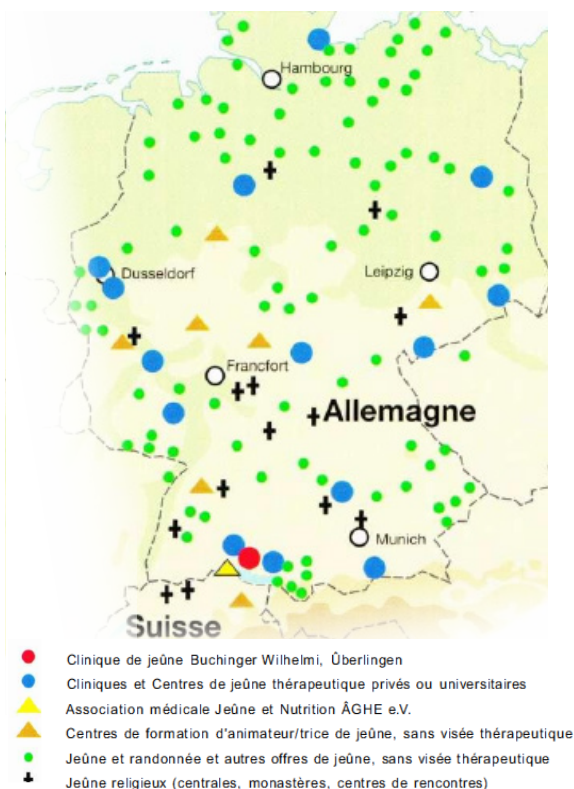 Hambourg
Dusseldorf
Leipzig
Francfort
Allemagne
Munich
Suisse
Clinique de jeûne Buchinger Wilhelmi, Ûberlingen
Cliniques et Centres de jeûne thérapeutique privés ou universitaires
Association médicale Jeûne et Nutrition ÂGHE e.V.
Centres de formation d'animateur/trice de jeûne, sans visée thérapeutique
Jeûne et randonnée et autres offres de jeûne, sans visée thérapeutique
Jeûne religieux (centrales, monastères, centres de rencontres)